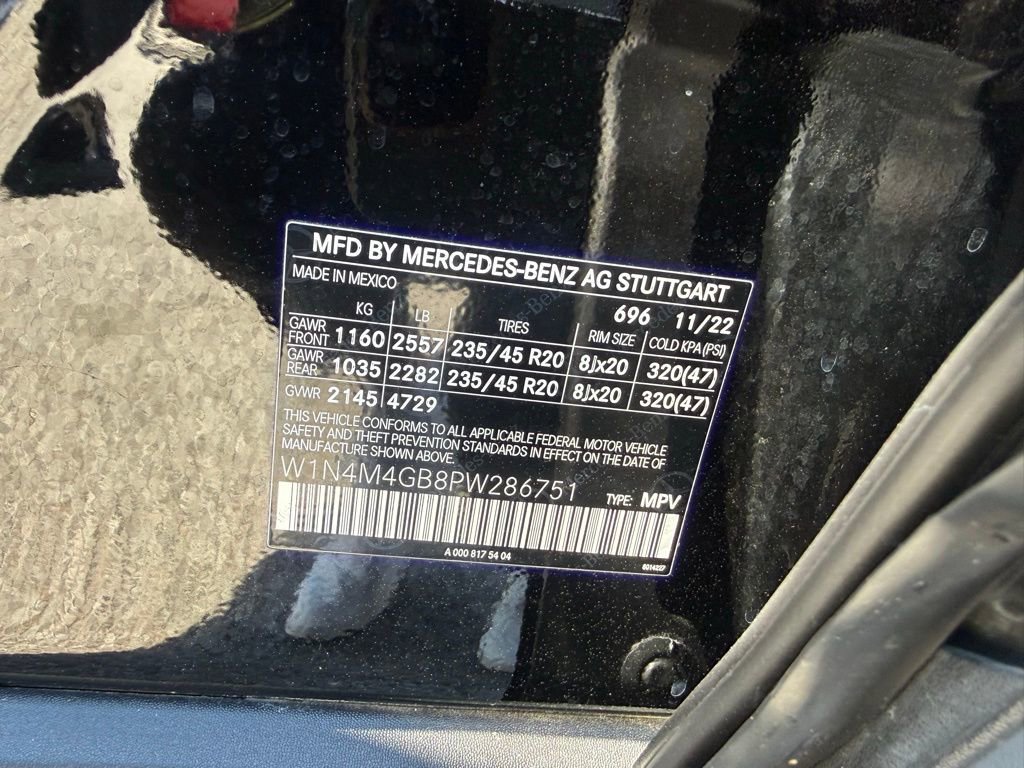 MFD BY MERCEDES-BENZ AG STUTTGART
MADE IN MEXICO 696 11/22
KG LB TIRES RIM SIZE COLD KPA (PSI)
GAWR FRONT 1160 2557 235/45 R20 8Jx20 320(47)
GAWR REAR 1035 2282 235/45 R20 8Jx20 320(47)
GVWR 2145 4729
THIS VEHICLE CONFORMS TO ALL APPLICABLE FEDERAL MOTOR VEHICLE
SAFETY AND THEFT PREVENTION STANDARDS IN EFFECT ON THE DATE OF
MANUFACTURE SHOWN ABOVE.
W1N4M4GB8PW286751 TYPE: MPV
A 000 817 54 04